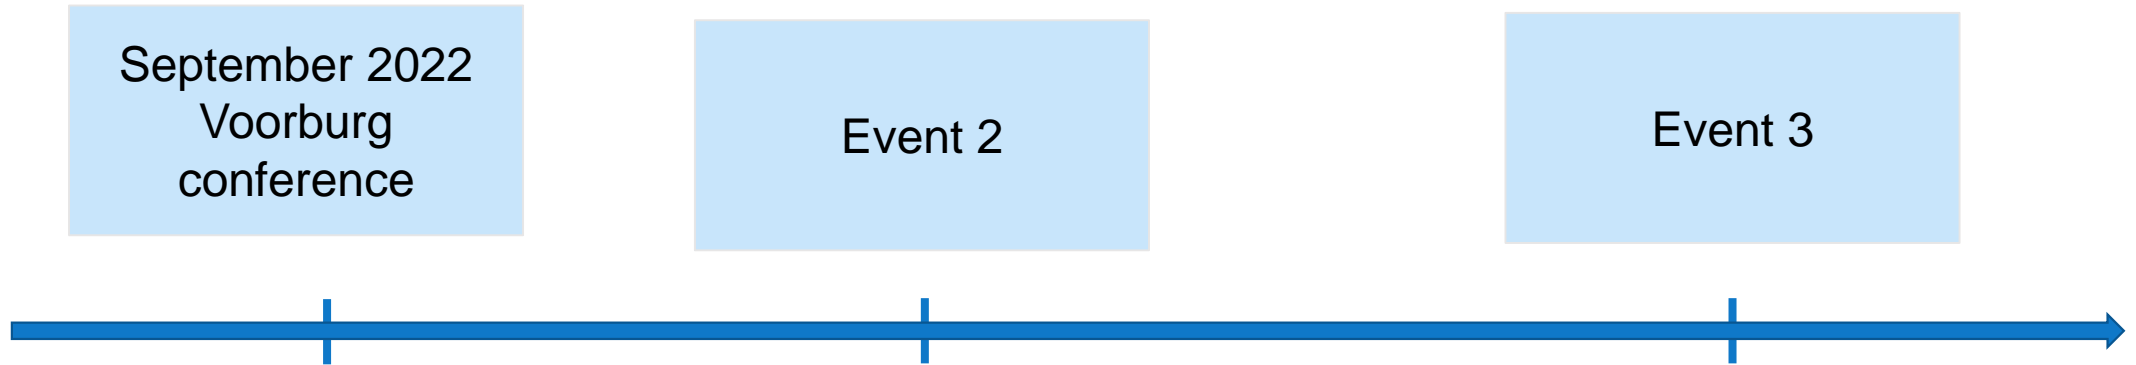 September 2022
Voorburg
conference
Event 2
Event 3